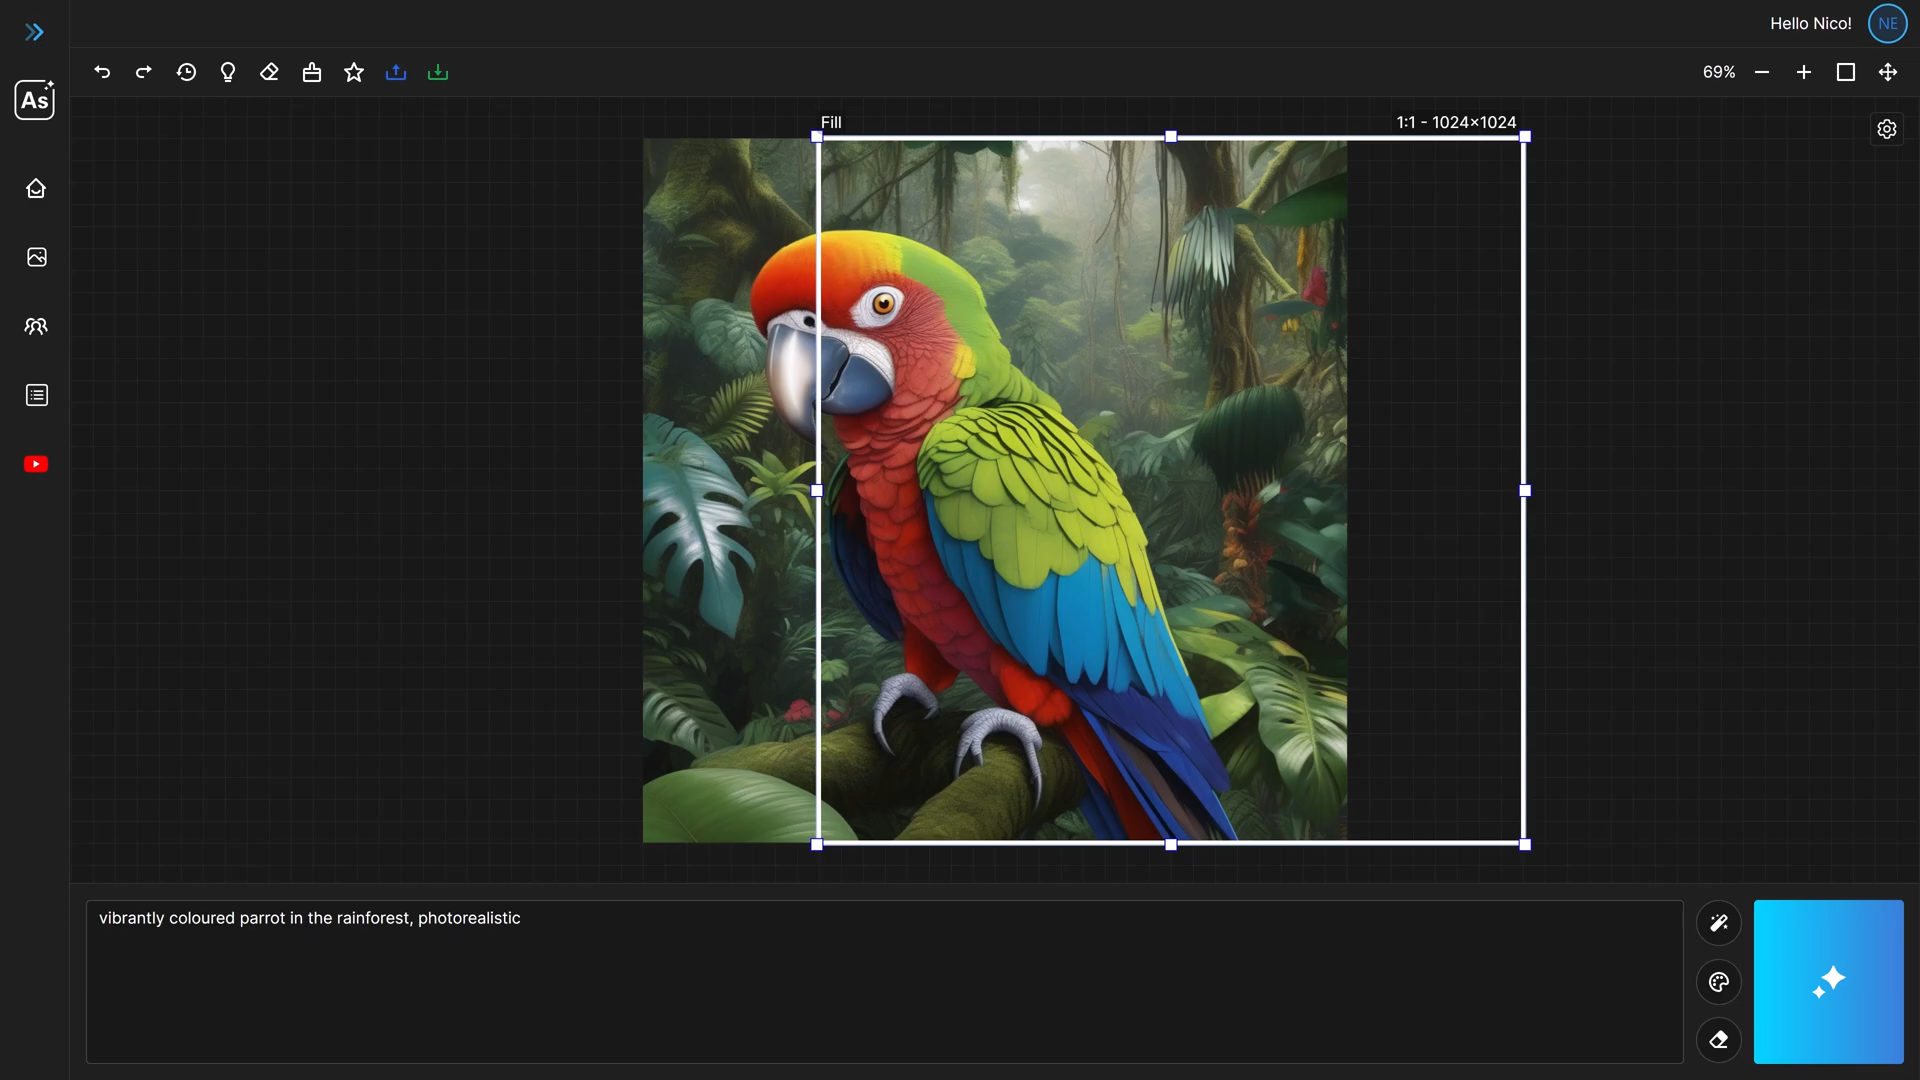 Hello Nico!
NE
As
69%
Fill
1:1 - 1024×1024
vibrantly coloured parrot in the rainforest, photorealistic